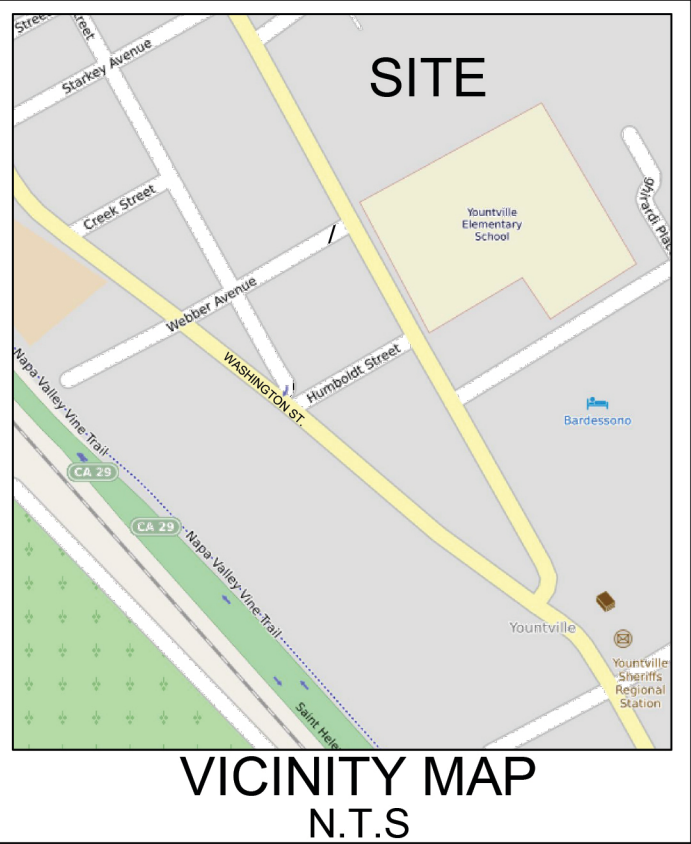 Street
reet
Starkey Avenue
SITE
Creek Street
Yountville
Elementary
School
ghirardi Plac
Webber Avenue
WASHINGTON ST.
Humboldt Street
Napa Valley Vine Trail
Bardessono
CA 29
CA 29
Napa Valley Vine Trail
Yountville
Yountville
Sheriffs
Regional
Station
Saint Hele
VICINITY MAP
N.T.S